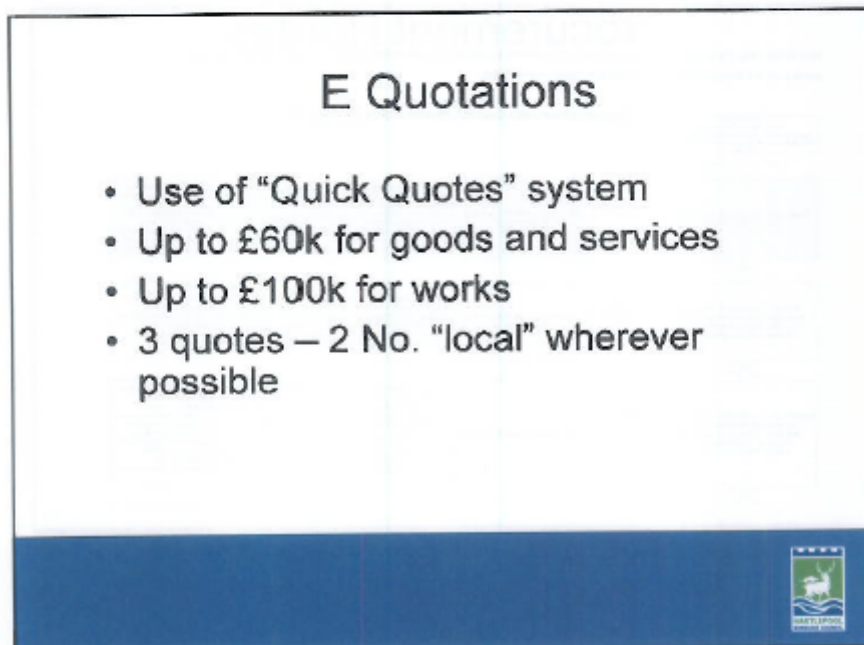 E Quotations
• Use of “Quick Quotes” system
• Up to £60k for goods and services
• Up to £100k for works
• 3 quotes – 2 No. “local” wherever
possible
HARTLEPOOL